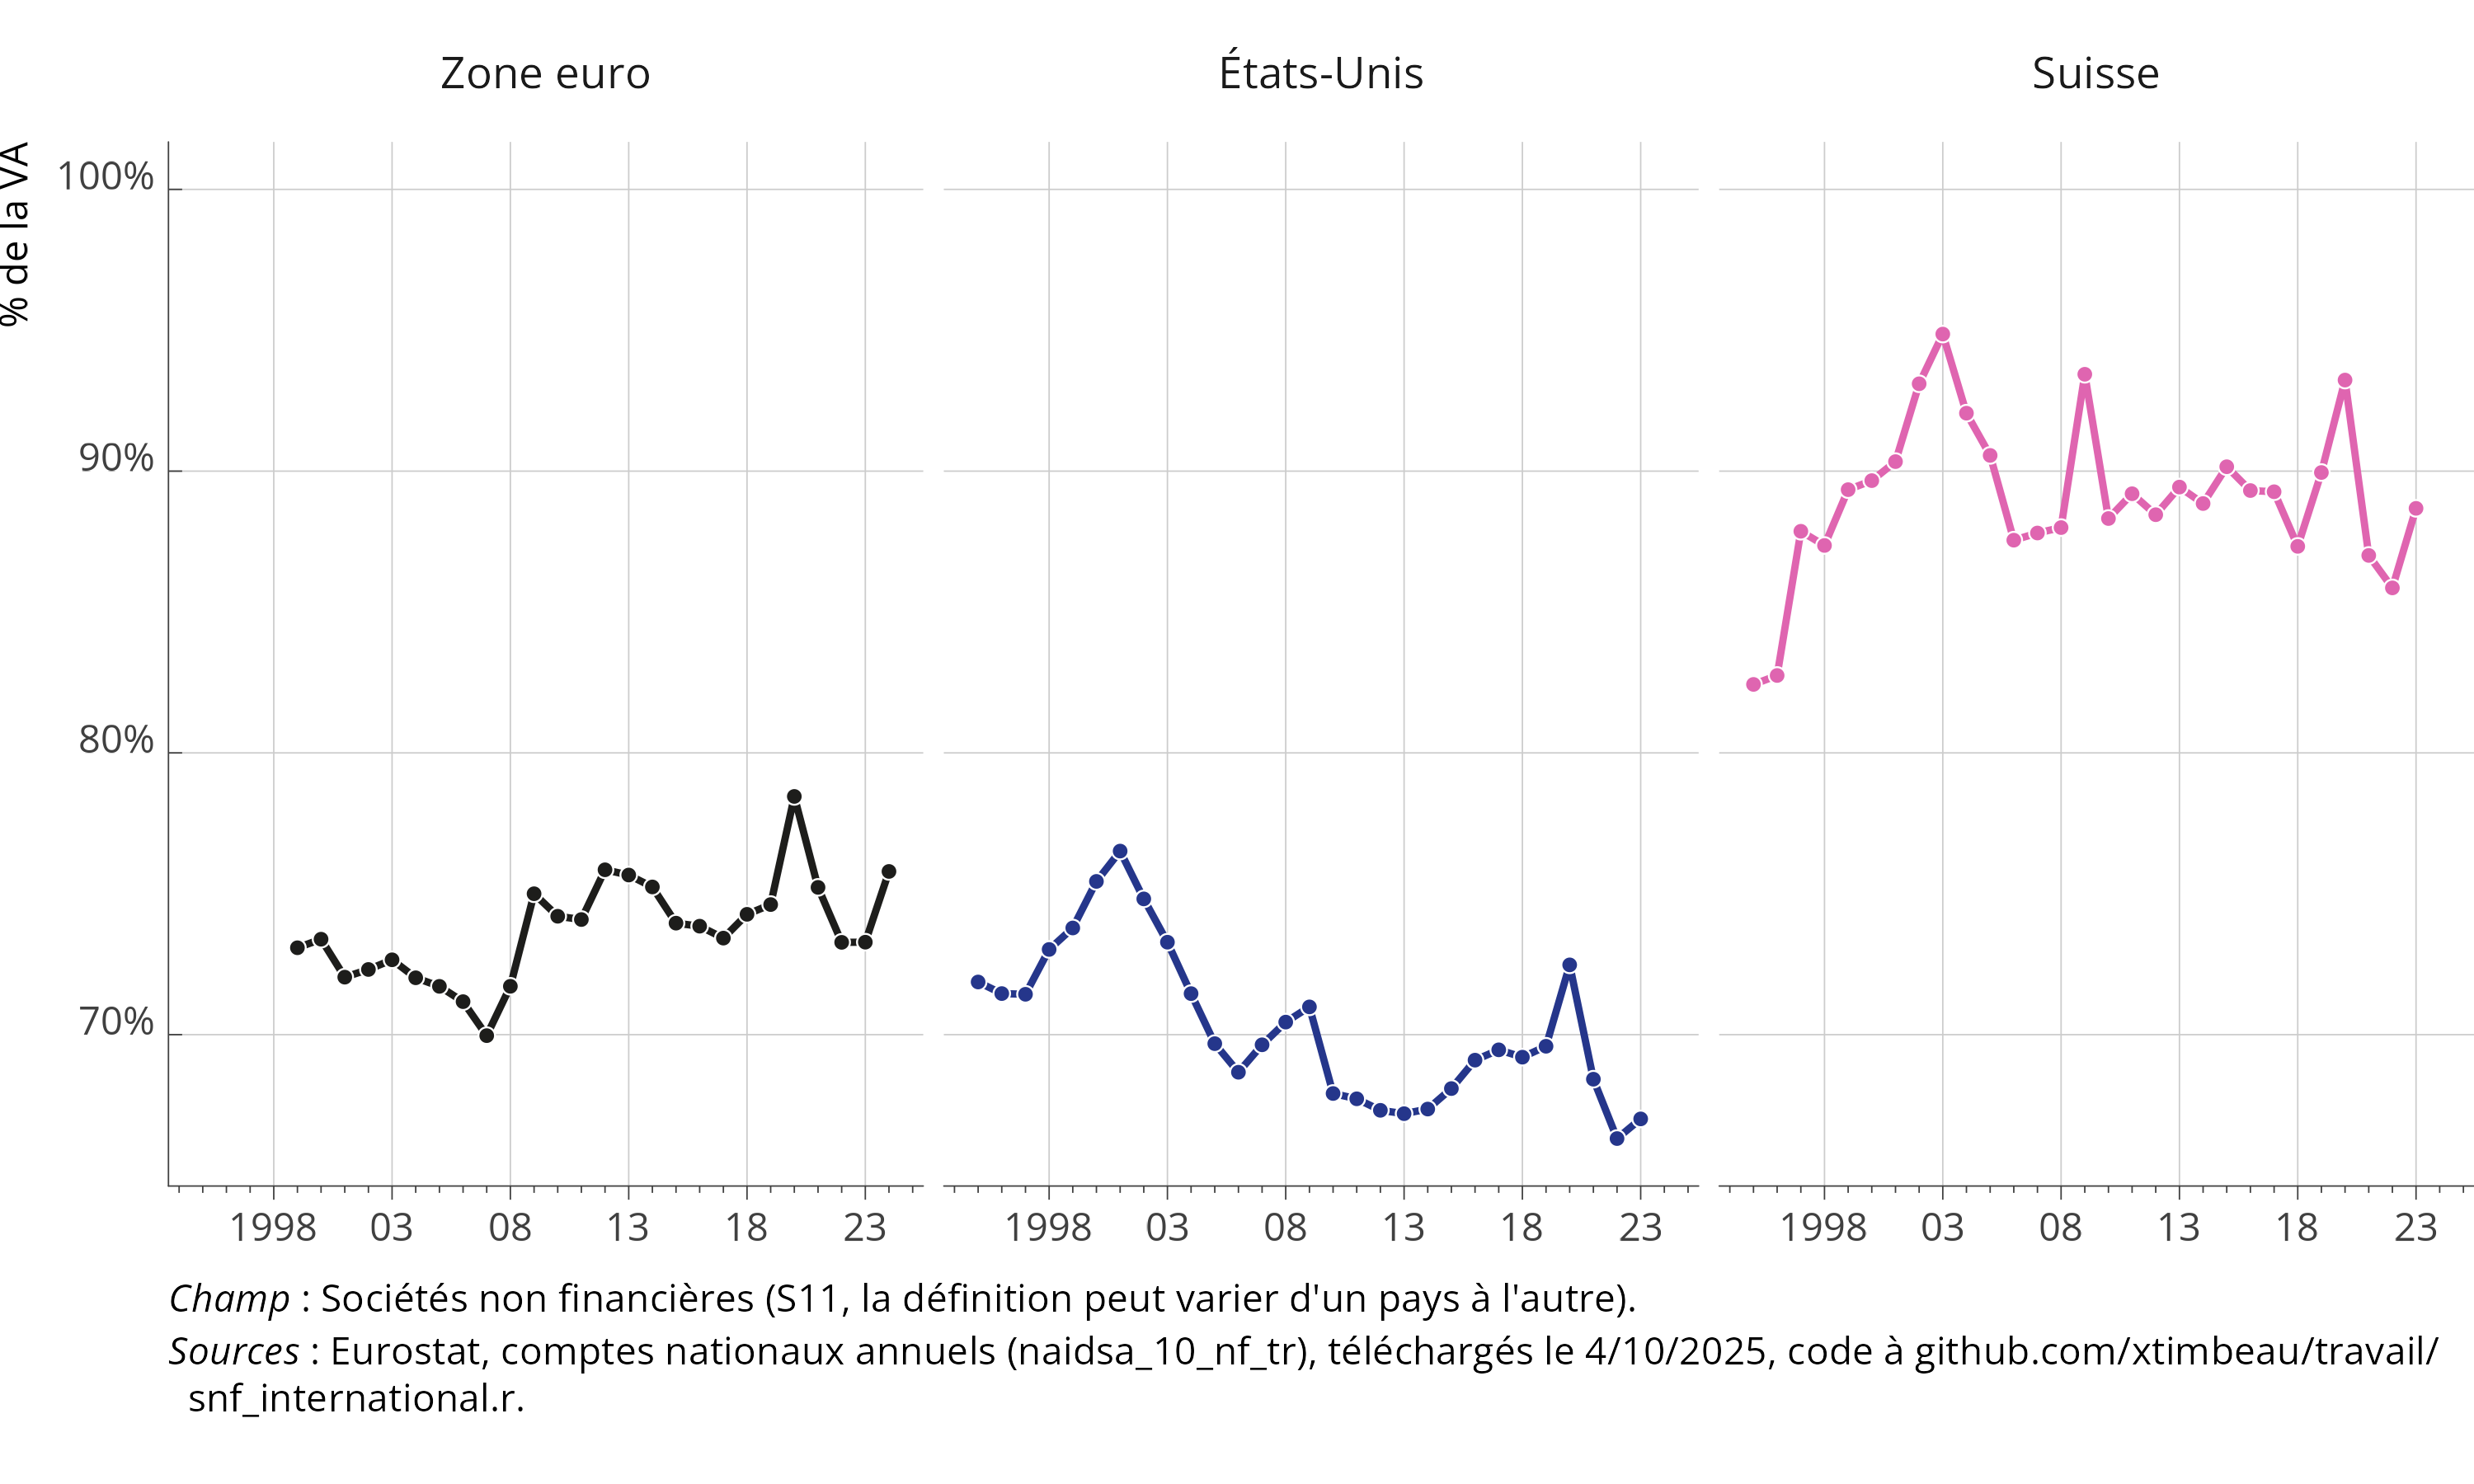 Zone euro
États-Unis
Suisse
% de la VA
100%
90%
80%
70%
1998 03 08 13 18 23
1998 03 08 13 18 23
1998 03 08 13 18 23
Champ : Sociétés non financières (S11, la définition peut varier d'un pays à l'autre).
Sources : Eurostat, comptes nationaux annuels (naidsa_10_nf_tr), téléchargés le 4/10/2025, code à github.com/xtimbeau/travail/
snf_international.r.